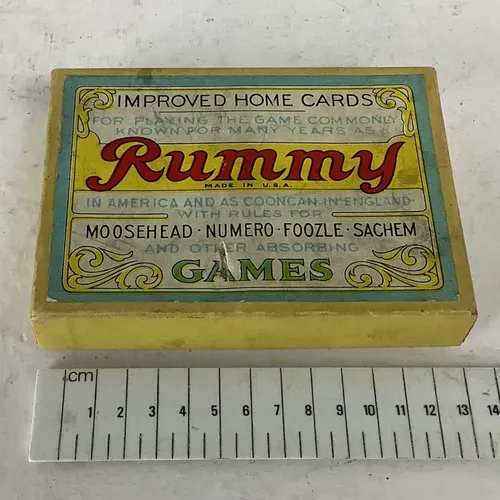 IMPROVED HOME CARDS
FOR PLAYING THE GAME COMMONLY
KNOWN FOR MANY YEARS AS
Rummy
MADE IN U.S.A.
IN AMERICA AND AS COONCAN IN ENGLAND
WITH RULES FOR
MOOSEHEAD · NUMERO · FOOZLE · SACHEM
AND OTHER ABSORBING
GAMES
cm
1 2 3 4 5 6 7 8 9 10 11 12 13 14